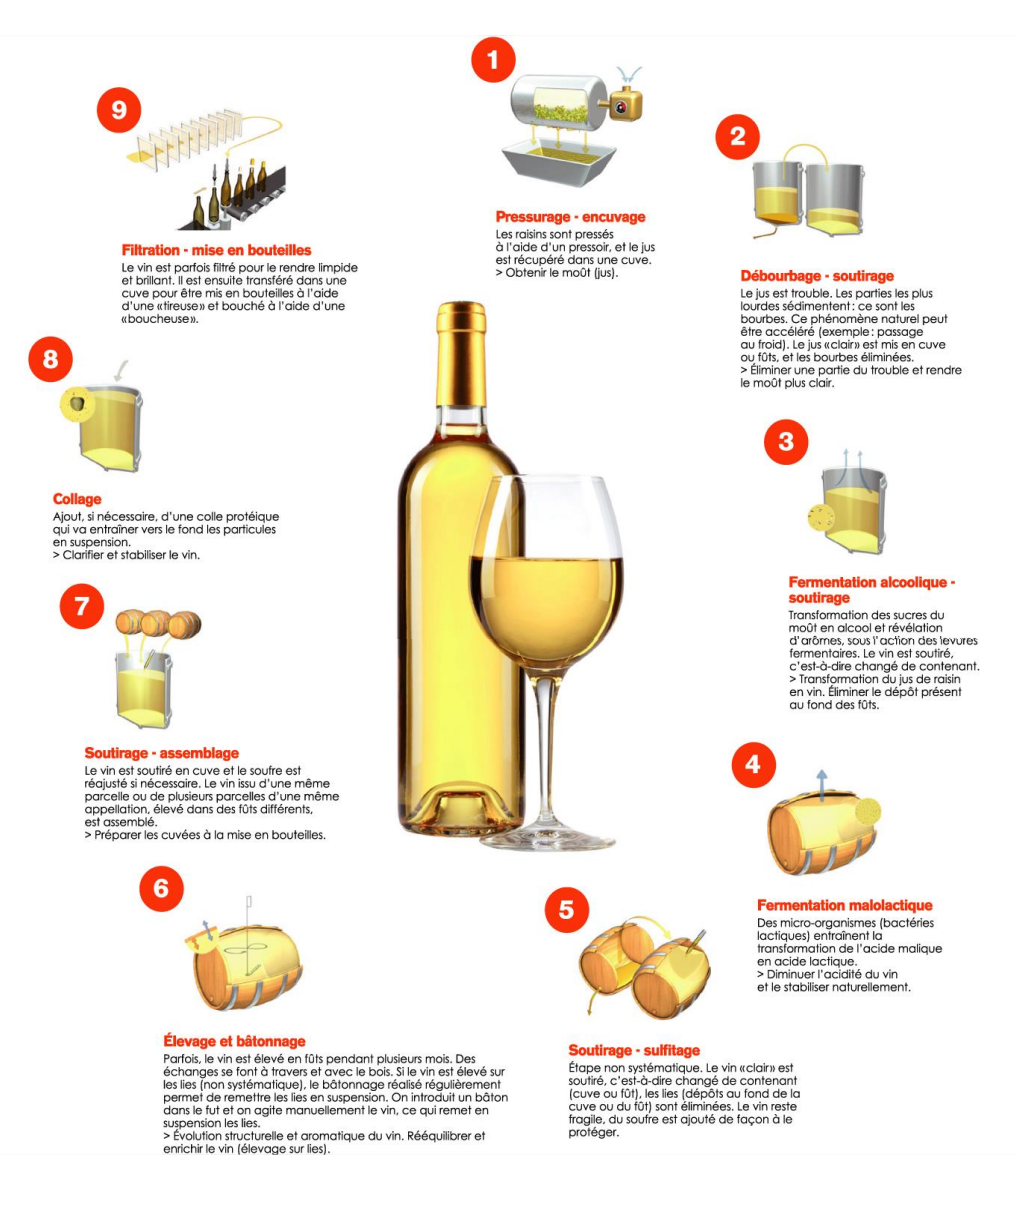 1
Pressurage - encuvage
Les raisins sont pressés
à l'aide d'un pressoir, et le jus
est récupéré dans une cuve.
> Obtenir le moût (jus).
2
Débourbage - soutirage
Le jus est trouble. Les parties les plus
lourdes sédimentent : ce sont les
bourbes. Ce phénomène naturel peut
être accéléré (exemple : passage
au froid). Le jus «clair» est mis en cuve
ou fûts, et les bourbes éliminées.
> Éliminer une partie du trouble et rendre
le moût plus clair.
3
Fermentation alcoolique -
soutirage
Transformation des sucres du
moût en alcool et révélation
d'arômes, sous l'action des levures
fermentaires. Le vin est soutiré,
c'est-à-dire changé de contenant.
> Transformation du jus de raisin
en vin. Éliminer le dépôt présent
au fond des fûts.
4
Fermentation malolactique
Des micro-organismes (bactéries
lactiques) entraînent la
transformation de l'acide malique
en acide lactique.
> Diminuer l'acidité du vin
et le stabiliser naturellement.
5
Soutirage - sulfitage
Étape non systématique. Le vin «clair» est
soutiré, c'est-à-dire changé de contenant
(cuve ou fût), les lies (dépôts au fond de la
cuve ou du fût) sont éliminées. Le vin reste
fragile, du soufre est ajouté de façon à le
protéger.
6
Élevage et bâtonnage
Parfois, le vin est élevé en fûts pendant plusieurs mois. Des
échanges se font à travers et avec le bois. Si le vin est élevé sur
les lies (non systématique), le bâtonnage réalisé régulièrement
permet de remettre les lies en suspension. On introduit un bâton
dans le fut et on agite manuellement le vin, ce qui remet en
suspension les lies.
> Évolution structurelle et aromatique du vin. Rééquilibrer et
enrichir le vin (élevage sur lies).
7
Soutirage - assemblage
Le vin est soutiré en cuve et le soufre est
réajusté si nécessaire. Le vin issu d'une même
parcelle ou de plusieurs parcelles d'une même
appellation, élevé dans des fûts différents,
est assemblé.
> Préparer les cuvées à la mise en bouteilles.
8
Collage
Ajout, si nécessaire, d'une colle protéique
qui va entraîner vers le fond les particules
en suspension.
> Clarifier et stabiliser le vin.
9
Filtration - mise en bouteilles
Le vin est parfois filtré pour le rendre limpide
et brillant. Il est ensuite transféré dans une
cuve pour être mis en bouteilles à l'aide
d'une «tireuse» et bouché à l'aide d'une
«boucheuse».